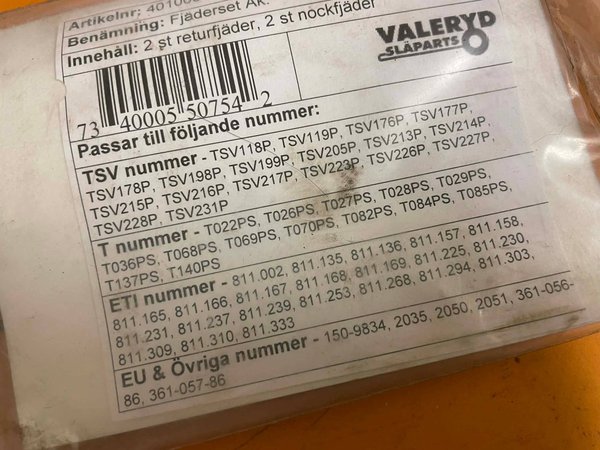 Artikelnr:
Benämning: Fjäderset Ak.
Innehåll: 2 st returfjäder, 2 st nockfjäder
VALERYD
SLÄPARTS
73 40005 50754 2
Passar till följande nummer:
TSV nummer - TSV118P, TSV119P, TSV176P, TSV177P,
TSV178P, TSV198P, TSV199P, TSV205P, TSV213P, TSV214P,
TSV215P, TSV216P, TSV217P, TSV223P, TSV226P, TSV227P,
TSV228P, TSV231P
T nummer - T022PS, T026PS, T027PS, T028PS, T029PS,
T036PS, T068PS, T069PS, T070PS, T082PS, T084PS, T085PS,
T137PS, T140PS
ETI nummer - 811.002, 811.135, 811.136, 811.157, 811.158,
811.165, 811.166, 811.167, 811.168, 811.169, 811.225, 811.230,
811.231, 811.237, 811.239, 811.253, 811.268, 811.294, 811.303,
811.309, 811.310, 811.333
EU & Övriga nummer - 150-9834, 2035, 2050, 2051, 361-056-
86, 361-057-86